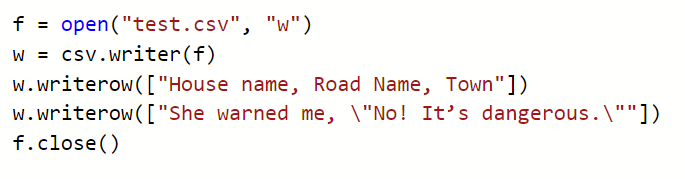 f = open("test.csv", "w")
w = csv.writer(f)
w.writerow(["House name, Road Name, Town"])
w.writerow(["She warned me, \"No! It’s dangerous.\""])
f.close()